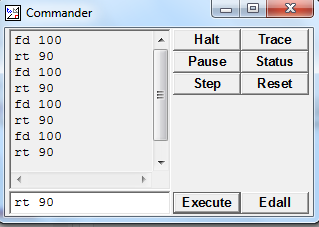 Commander
fd 100
rt 90
fd 100
rt 90
fd 100
rt 90
fd 100
rt 90
rt 90
Halt
Trace
Pause
Status
Step
Reset
Execute
Edall